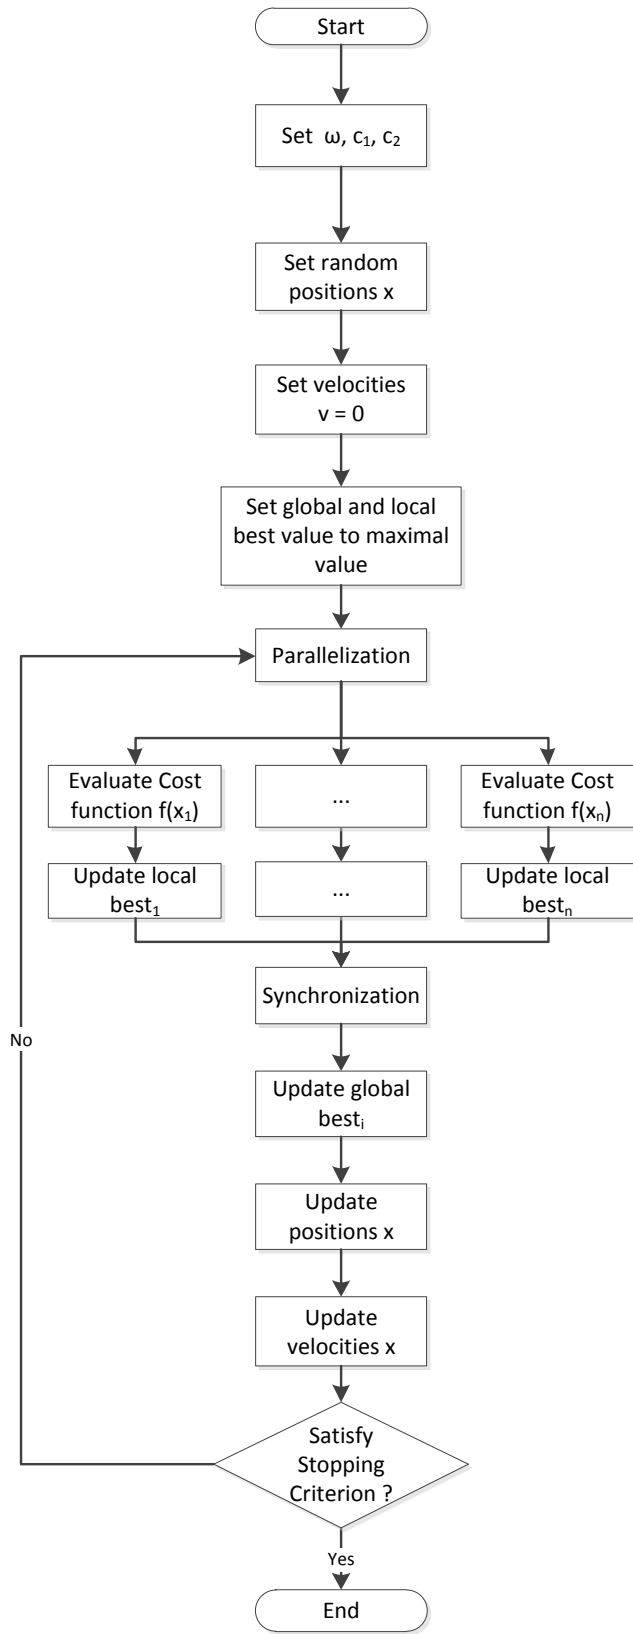 Start
Set ω, c₁, c₂
Set random
positions x
Set velocities
v = 0
Set global and local
best value to maximal
value
Parallelization
Evaluate Cost
function f(x₁)
...
Evaluate Cost
function f(xₙ)
Update local
best₁
...
Update local
bestₙ
Synchronization
No
Update global
bestᵢ
Update
positions x
Update
velocities x
Satisfy
Stopping
Criterion ?
Yes
End